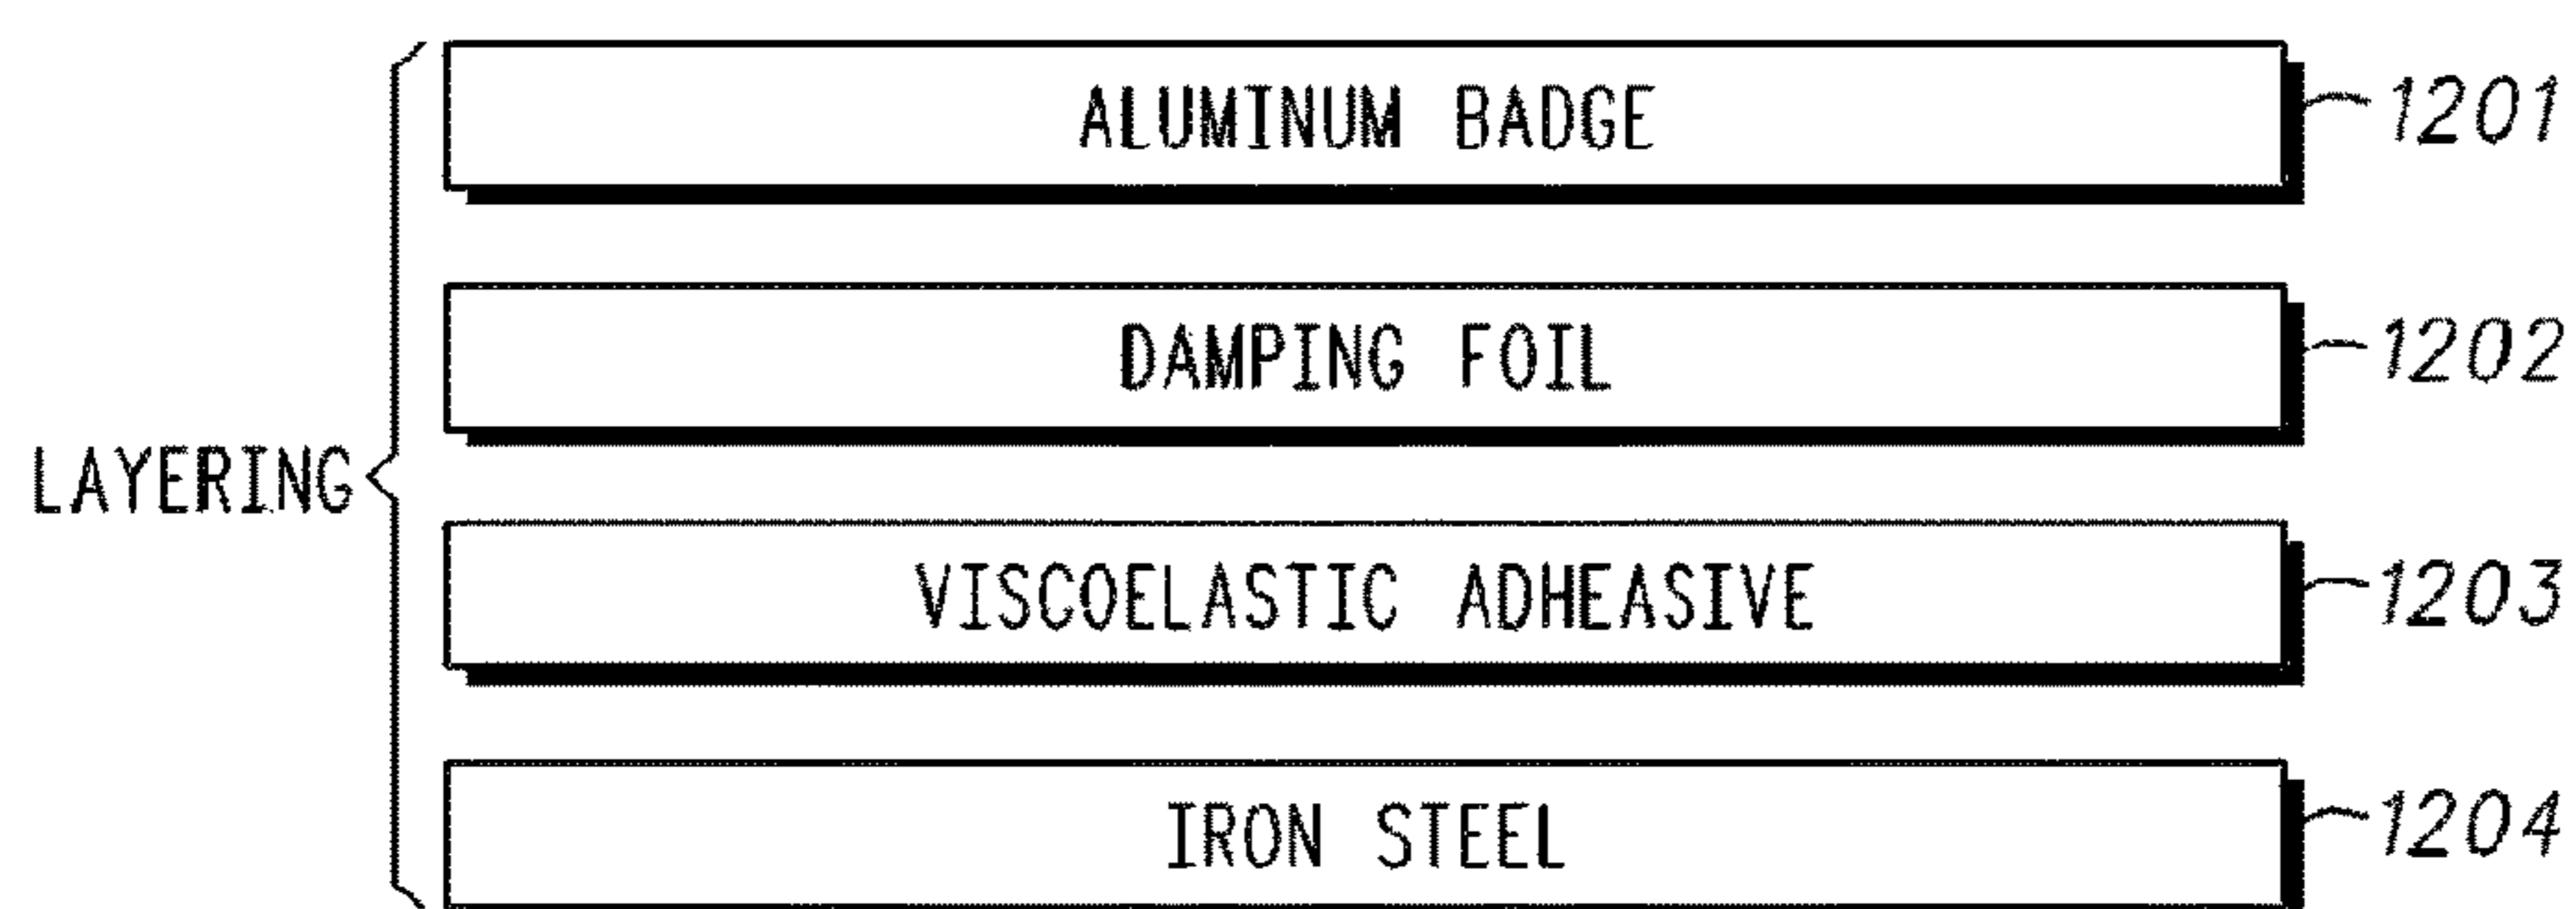 ALUMINUM BADGE 1201
DAMPING FOIL 1202
LAYERING
VISCOELASTIC ADHEASIVE 1203
IRON STEEL 1204